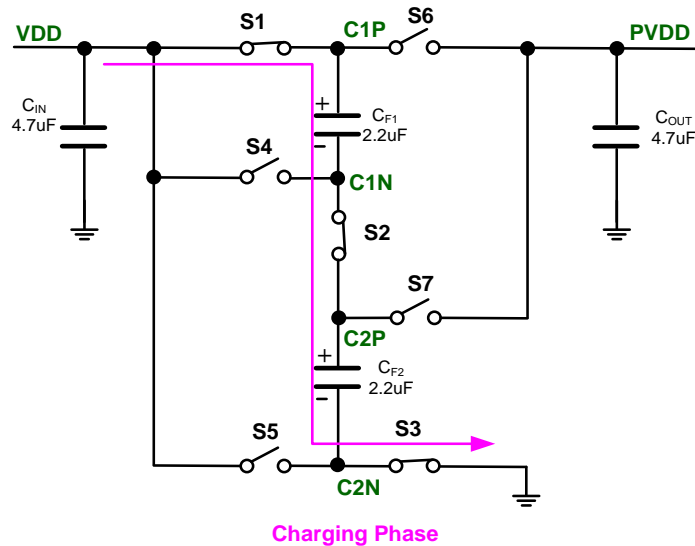 VDD
S1
C1P
S6
PVDD
CIN
4.7uF
+
CF1
2.2uF
-
COUT
4.7uF
S4
C1N
S2
S7
C2P
+
CF2
2.2uF
-
S5
S3
C2N
Charging Phase